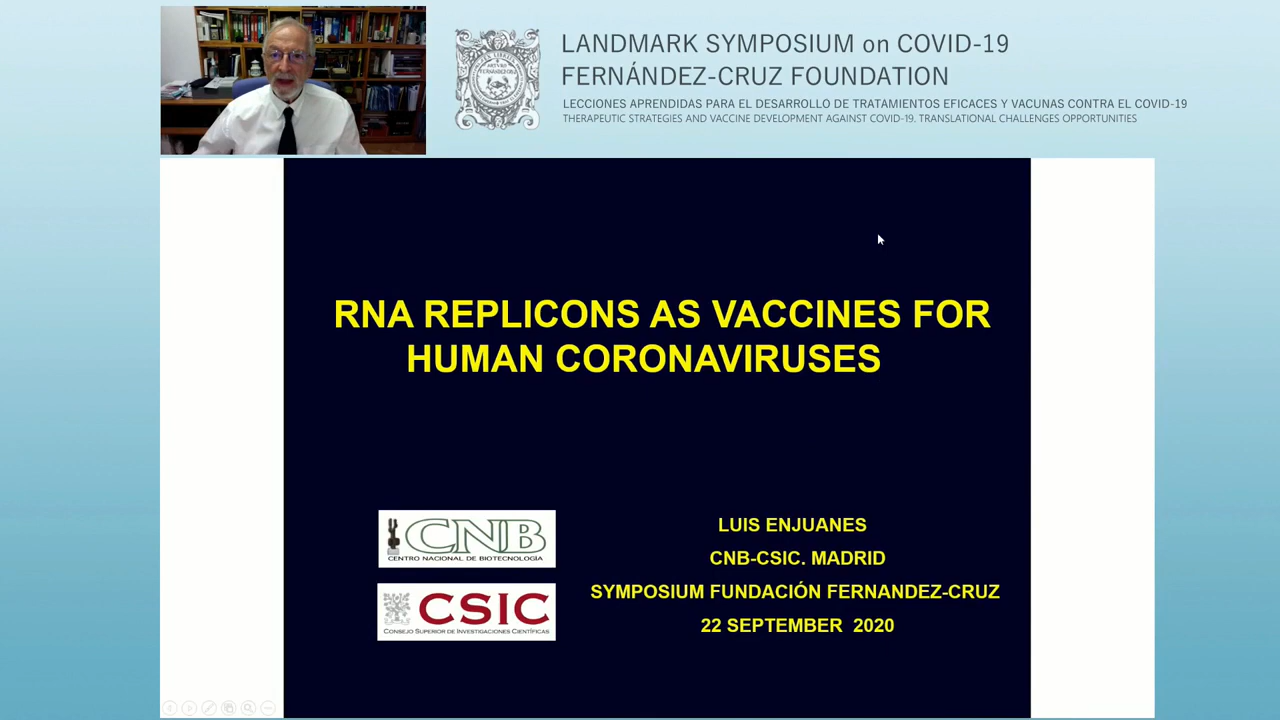 LANDMARK SYMPOSIUM on COVID-19
FERNÁNDEZ-CRUZ FOUNDATION
LECCIONES APRENDIDAS PARA EL DESARROLLO DE TRATAMIENTOS EFICACES Y VACUNAS CONTRA EL COVID-19
THERAPEUTIC STRATEGIES AND VACCINE DEVELOPMENT AGAINST COVID-19. TRANSLATIONAL CHALLENGES OPPORTUNITIES
RNA REPLICONS AS VACCINES FOR
HUMAN CORONAVIRUSES
CNB
CENTRO NACIONAL DE BIOTECNOLOGÍA
CSIC
CONSEJO SUPERIOR DE INVESTIGACIONES CIENTÍFICAS
LUIS ENJUANES
CNB-CSIC. MADRID
SYMPOSIUM FUNDACIÓN FERNANDEZ-CRUZ
22 SEPTEMBER 2020